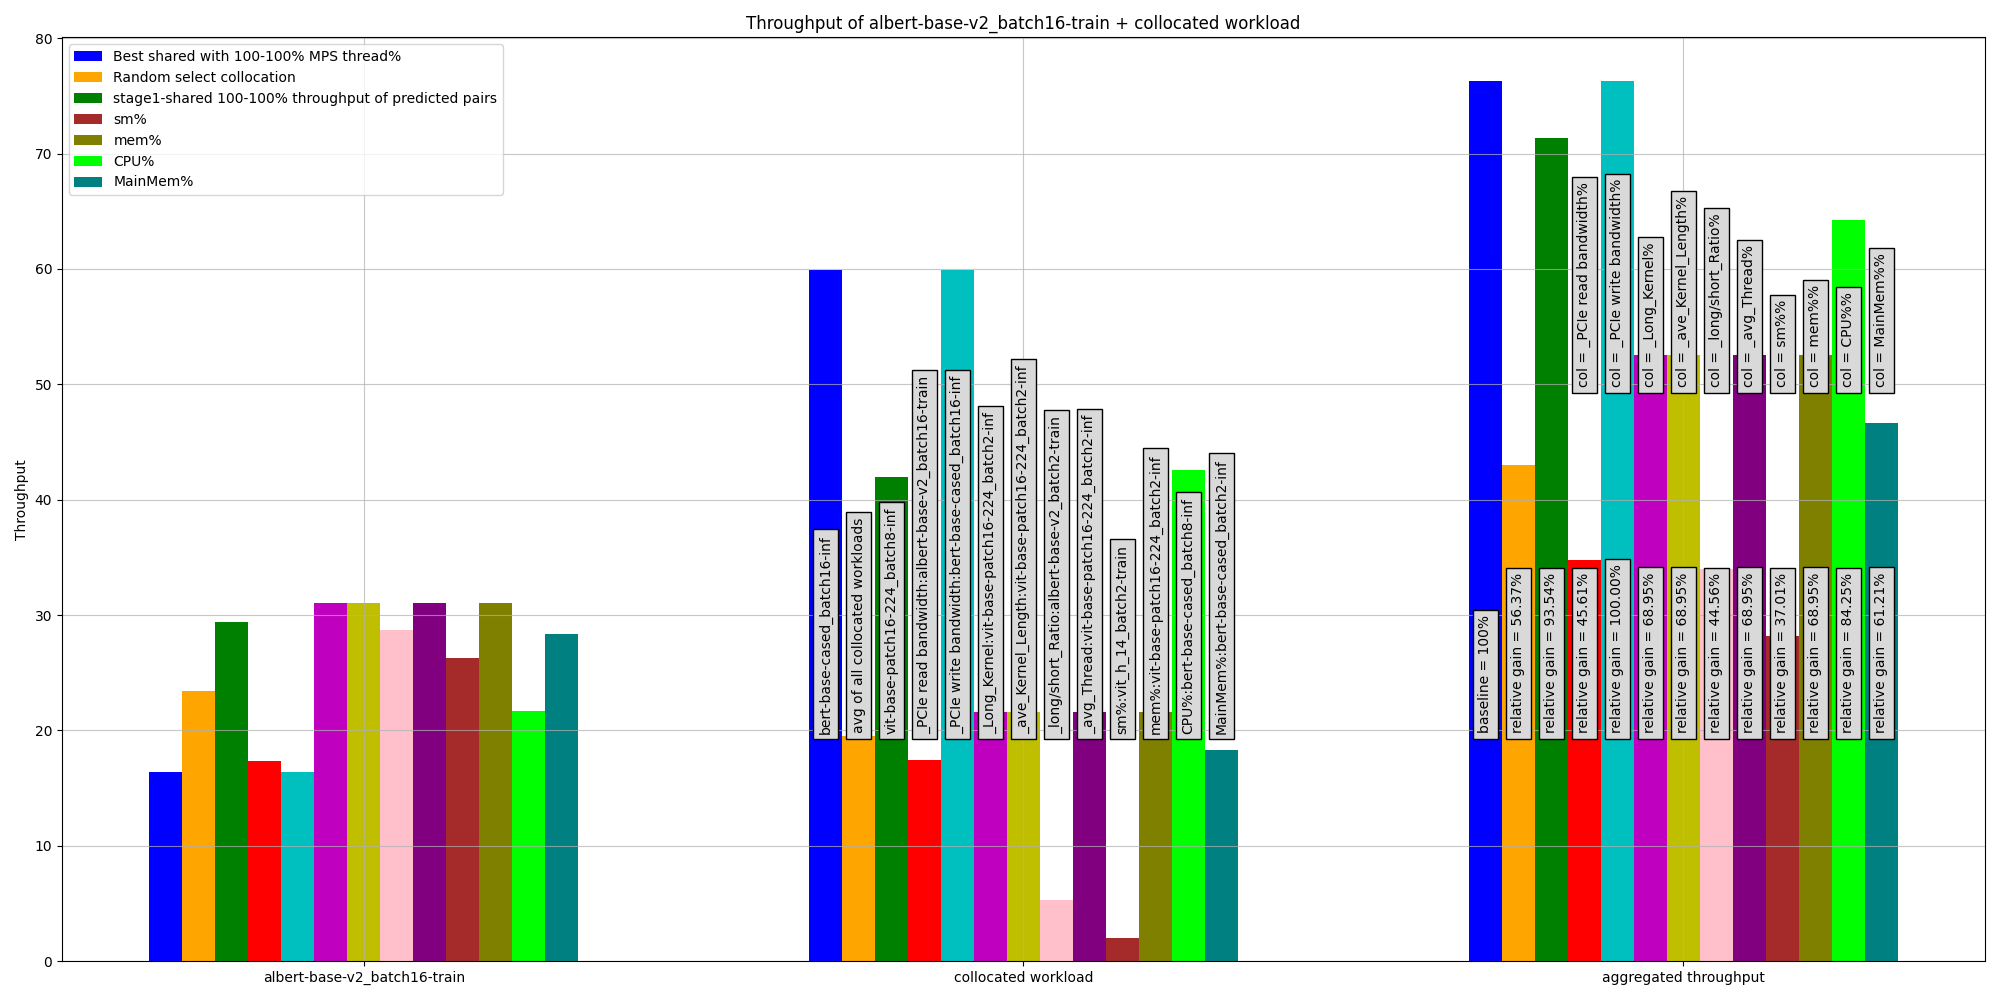 Throughput of albert-base-v2_batch16-train + collocated workload
Best shared with 100-100% MPS thread%
Random select collocation
stage1-shared 100-100% throughput of predicted pairs
sm%
mem%
CPU%
MainMem%
Throughput
80
70
60
50
40
30
20
10
0
bert-base-cased_batch16-inf
avg of all collocated workloads
vit-base-patch16-224_batch8-inf
_PCIe read bandwidth:albert-base-v2_batch16-train
_PCIe write bandwidth:bert-base-cased_batch16-inf
_Long_Kernel:vit-base-patch16-224_batch2-inf
_ave_Kernel_Length:vit-base-patch16-224_batch2-inf
_long/short_Ratio:albert-base-v2_batch2-train
_avg_Thread:vit-base-patch16-224_batch2-inf
sm%:vit_h_14_batch2-train
mem%:vit-base-patch16-224_batch2-inf
CPU%:bert-base-cased_batch8-inf
MainMem%:bert-base-cased_batch2-inf
col = _PCIe read bandwidth%
col = _PCIe write bandwidth%
col = _Long_Kernel%
col = _ave_Kernel_Length%
col = _long/short_Ratio%
col = _avg_Thread%
col = sm%%
col = mem%%
col = CPU%%
col = MainMem%%
baseline = 100%
relative gain = 56.37%
relative gain = 93.54%
relative gain = 45.61%
relative gain = 100.00%
relative gain = 68.95%
relative gain = 68.95%
relative gain = 44.56%
relative gain = 68.95%
relative gain = 37.01%
relative gain = 68.95%
relative gain = 84.25%
relative gain = 61.21%
albert-base-v2_batch16-train
collocated workload
aggregated throughput